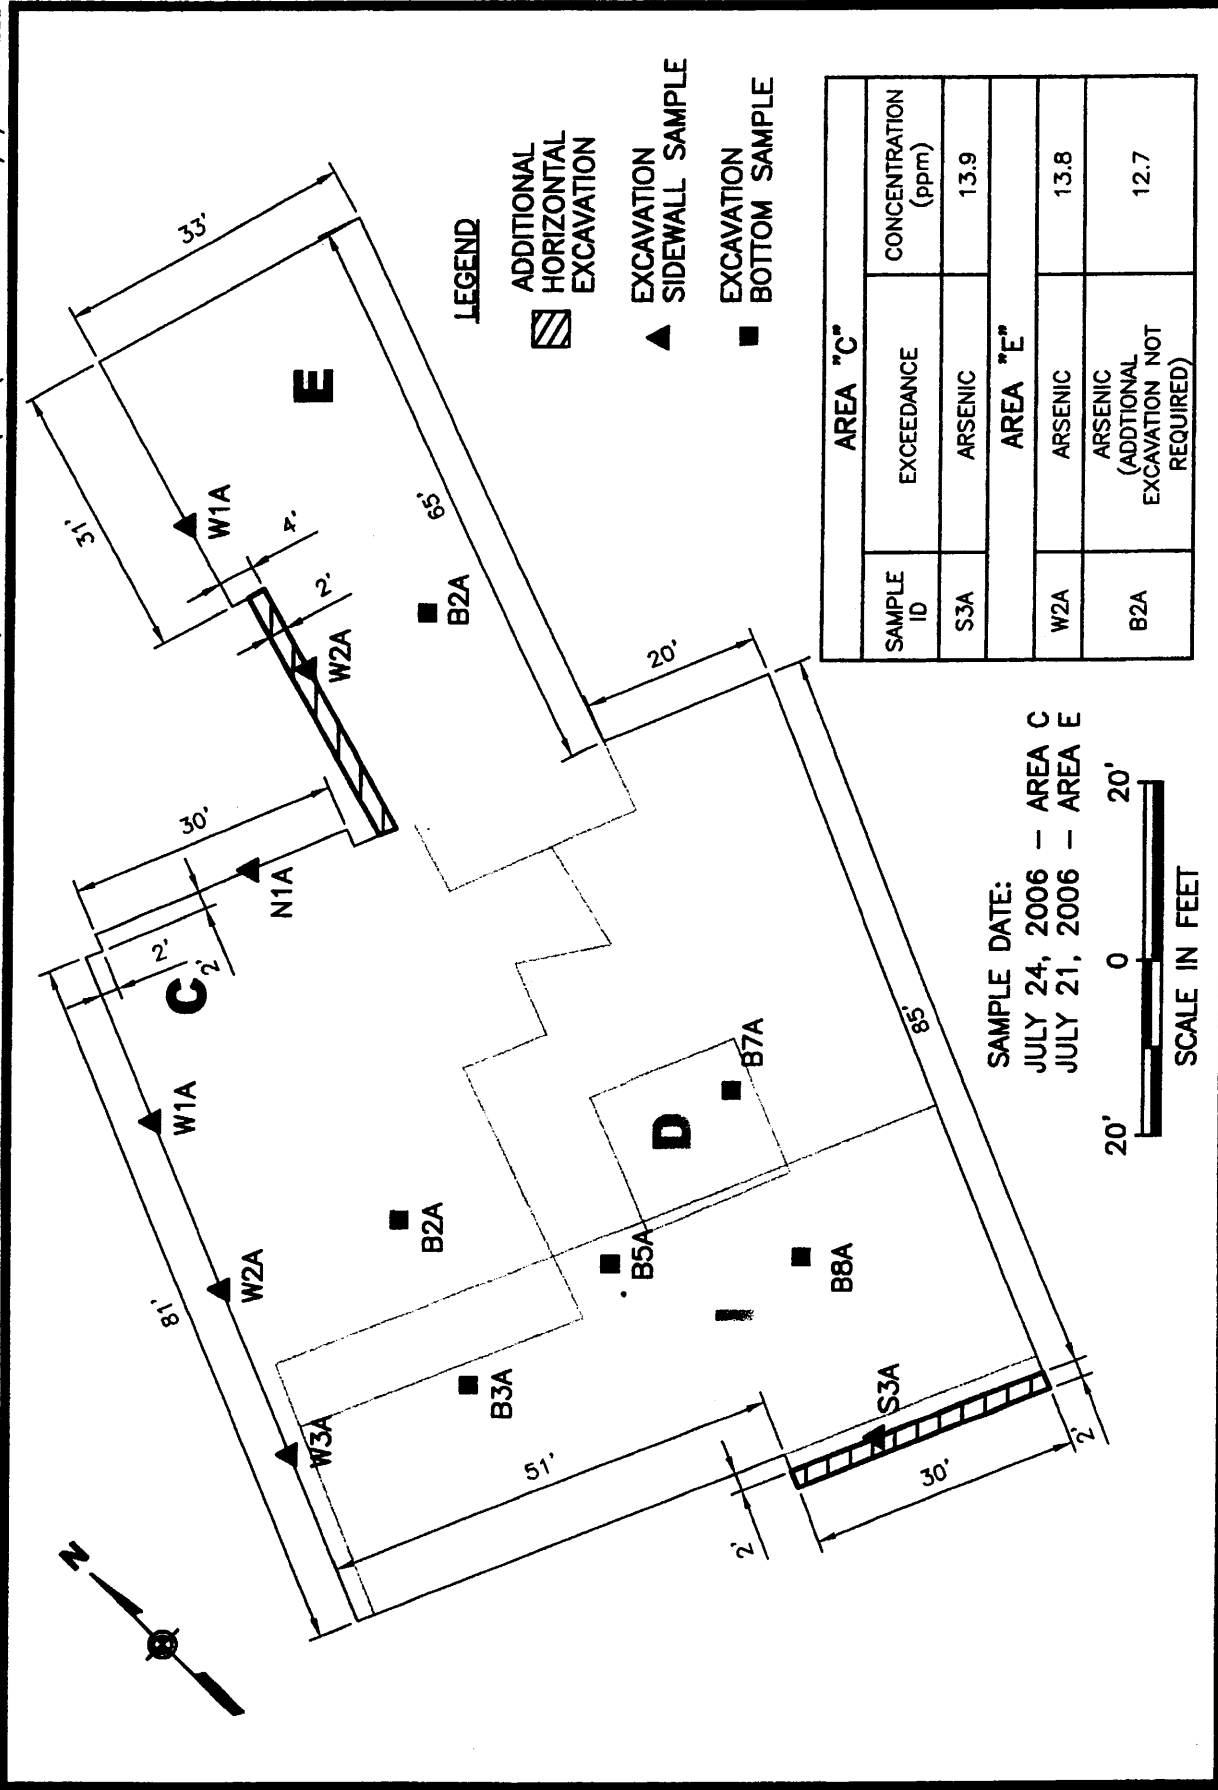 N
81'
2'
2'
30'
C
N1A
W1A
W2A
W3A
B2A
B3A
B5A
B7A
B8A
D
I
51'
S3A
2'
30'
2'
85'
20'
31'
33'
4'
2'
W1A
W2A
B2A
E
65'
LEGEND
ADDITIONAL
HORIZONTAL
EXCAVATION
EXCAVATION
SIDEWALL SAMPLE
EXCAVATION
BOTTOM SAMPLE
AREA "C"
SAMPLE ID EXCEEDANCE CONCENTRATION (ppm)
S3A ARSENIC 13.9
AREA "E"
W2A ARSENIC 13.8
B2A ARSENIC (ADDTIONAL EXCAVATION NOT REQUIRED) 12.7
SAMPLE DATE:
JULY 24, 2006 - AREA C
JULY 21, 2006 - AREA E
20' 0 20'
SCALE IN FEET